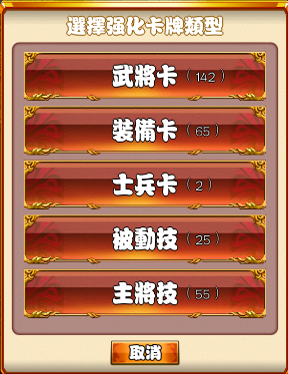 選擇强化卡牌類型
武將卡（142）
裝備卡（65）
士兵卡（2）
被動技（25）
主將技（55）
取消